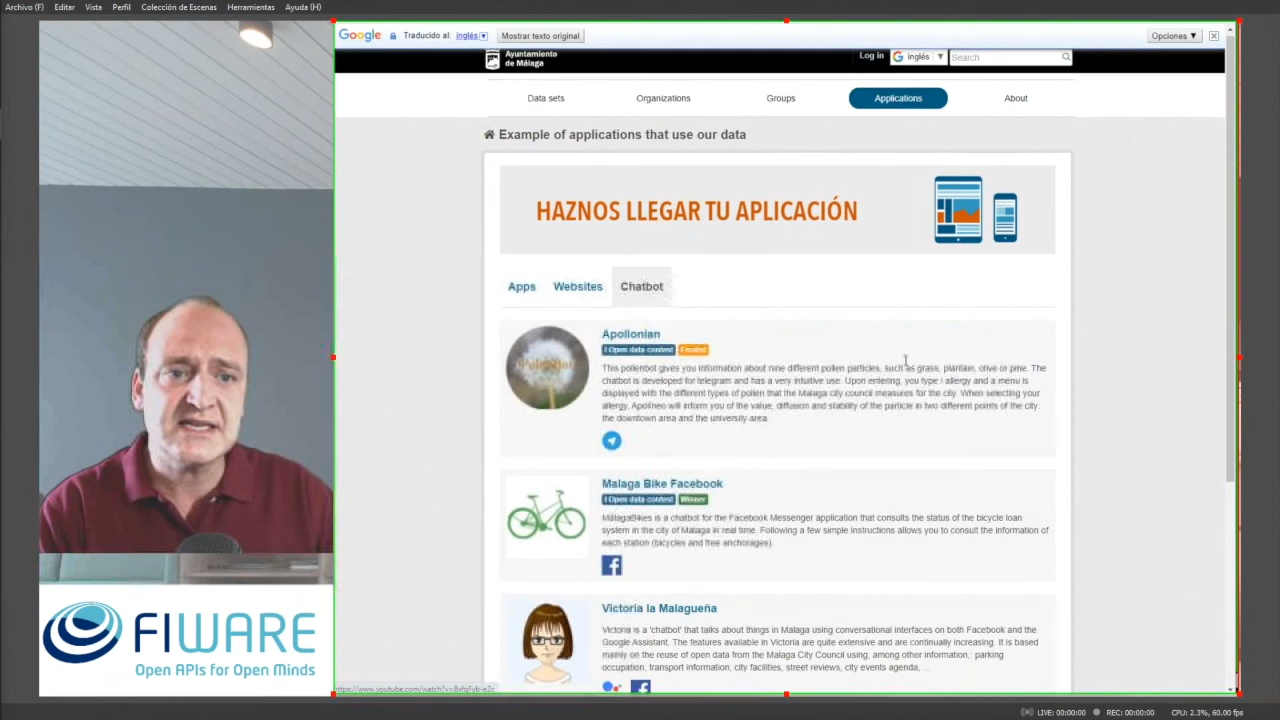 Archivo (F) Editar Vista Perfil Colección de Escenas Herramientas Ayuda (H)
Google Traducido al: inglés Mostrar texto original Opciones ▼
Ayuntamiento
de Málaga
Log in G inglés ▼ Search
Data sets Organizations Groups Applications About
Example of applications that use our data
HAZNOS LLEGAR TU APLICACIÓN
Apps Websites Chatbot
Apollonian
I Open data contest Finalist
This pollenbot gives you information about nine different pollen particles, such as grass, plantain, olive or pine. The
chatbot is developed for telegram and has a very intuitive use. Upon entering, you type / allergy and a menu is
displayed with the different types of pollen that the Malaga city council measures for the city. When selecting your
allergy, Apolineo will inform you of the value, diffusion and stability of the particle in two different points of the city:
the downtown area and the university area.
Malaga Bike Facebook
I Open data contest Winner
MálagaBikes is a chatbot for the Facebook Messenger application that consults the status of the bicycle loan
system in the city of Malaga in real time. Following a few simple instructions allows you to consult the information of
each station (bicycles and free anchorages).
Victoria la Malagueña
Victoria is a 'chatbot' that talks about things in Malaga using conversational interfaces on both Facebook and the
Google Assistant. The features available in Victoria are quite extensive and are continually increasing. It is based
mainly on the reuse of open data from the Malaga City Council using, among other information, parking
occupation, transport information, city facilities, street reviews, city events agenda, ...
FIWARE
Open APIs for Open Minds
LIVE: 00:00:00 REC: 00:00:00 CPU: 2.3%, 60.00 fps